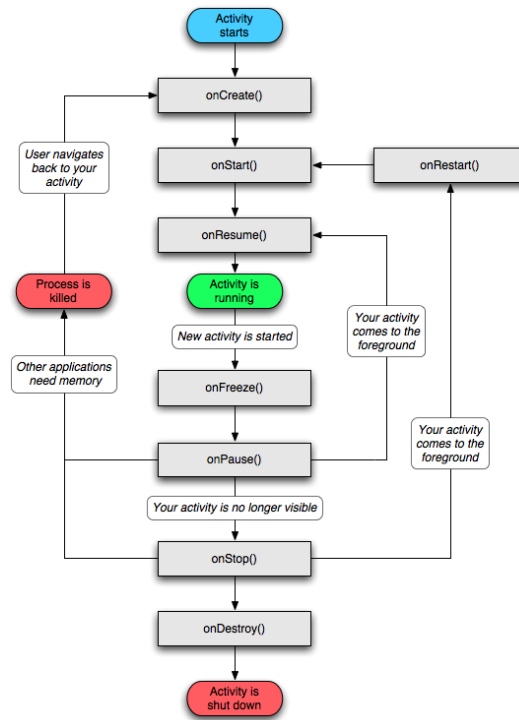 Activity
starts
onCreate()
User navigates
back to your
activity
onStart()
onRestart()
onResume()
Process is
killed
Activity is
running
New activity is started
Your activity
comes to the
foreground
Other applications
need memory
onFreeze()
Your activity
comes to the
foreground
onPause()
Your activity is no longer visible
onStop()
onDestroy()
Activity is
shut down